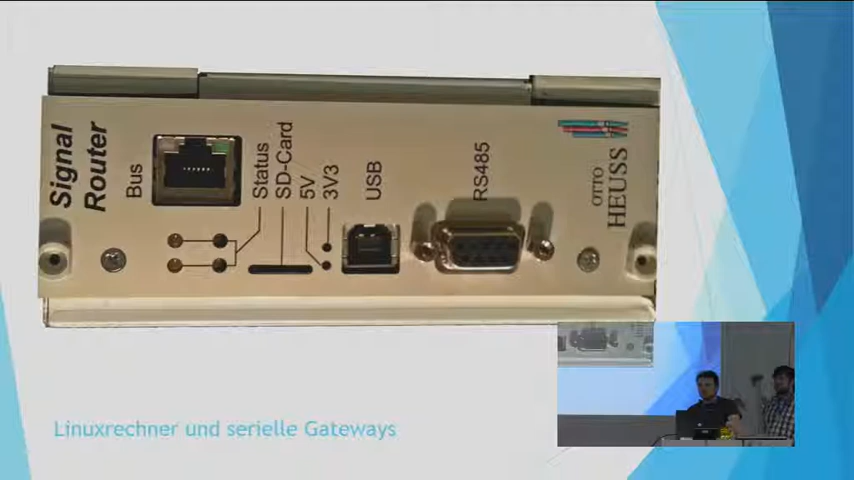 Signal
Router
Bus
Status
SD-Card
5V
3V3
USB
RS485
OTTO
HEUSS
Linuxrechner und serielle Gateways